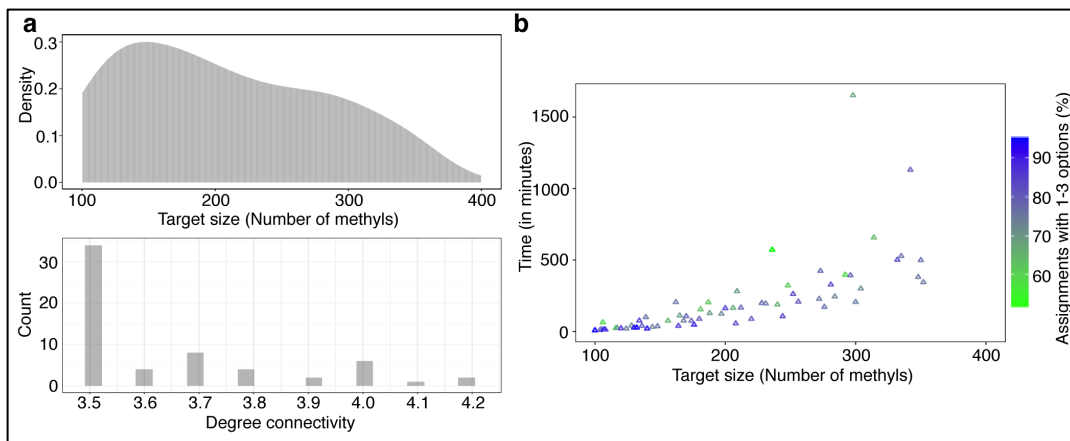 a
0.3
0.2
0.1
0.0
Density
100 200 300 400
Target size (Number of methyls)
30
20
10
0
Count
3.5 3.6 3.7 3.8 3.9 4.0 4.1 4.2
Degree connectivity
b
1500
1000
500
0
Time (in minutes)
100 200 300 400
Target size (Number of methyls)
90
80
70
60
Assignments with 1-3 options (%)